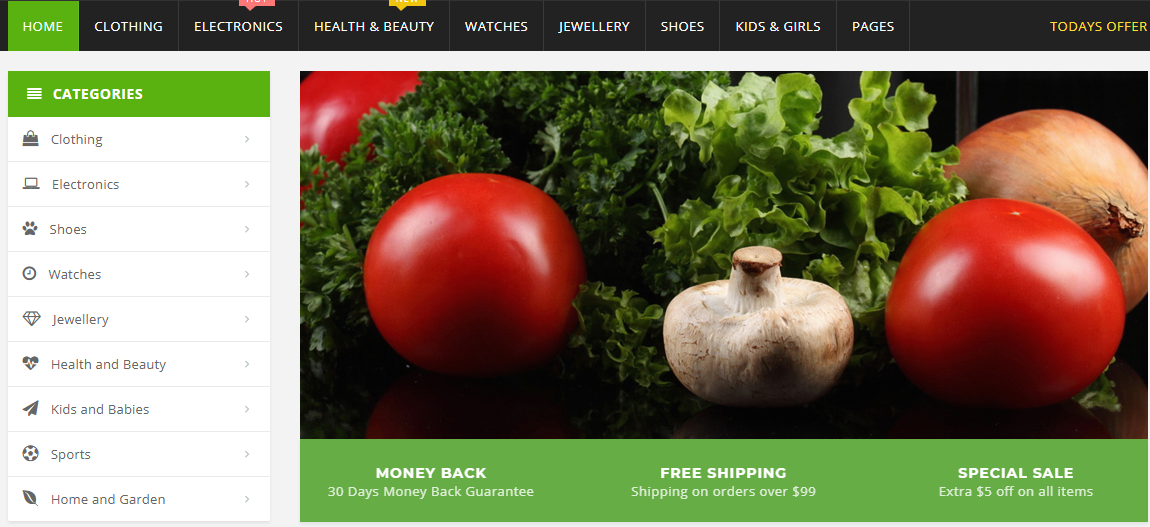 HOT
NEW
HOME
CLOTHING
ELECTRONICS
HEALTH & BEAUTY
WATCHES
JEWELLERY
SHOES
KIDS & GIRLS
PAGES
TODAYS OFFER
CATEGORIES
Clothing
Electronics
Shoes
Watches
Jewellery
Health and Beauty
Kids and Babies
Sports
Home and Garden
MONEY BACK
30 Days Money Back Guarantee
FREE SHIPPING
Shipping on orders over $99
SPECIAL SALE
Extra $5 off on all items